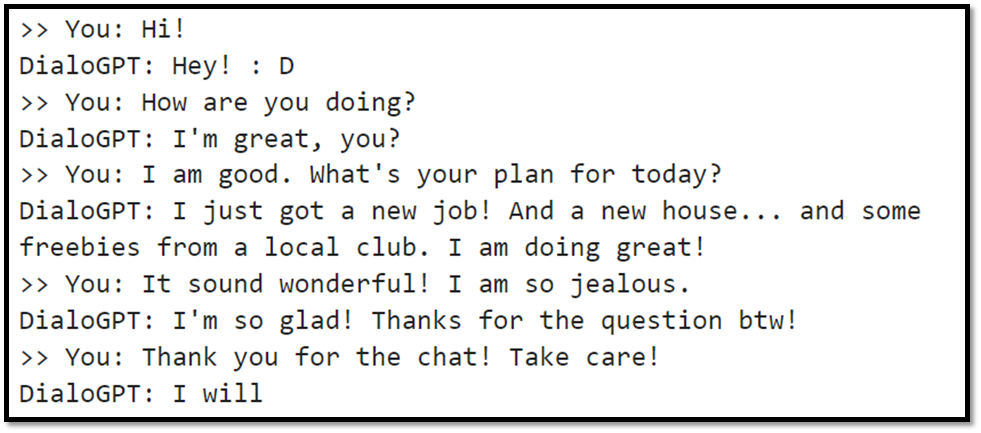 >> You: Hi!
DialoGPT: Hey! : D
>> You: How are you doing?
DialoGPT: I'm great, you?
>> You: I am good. What's your plan for today?
DialoGPT: I just got a new job! And a new house... and some
freebies from a local club. I am doing great!
>> You: It sound wonderful! I am so jealous.
DialoGPT: I'm so glad! Thanks for the question btw!
>> You: Thank you for the chat! Take care!
DialoGPT: I will